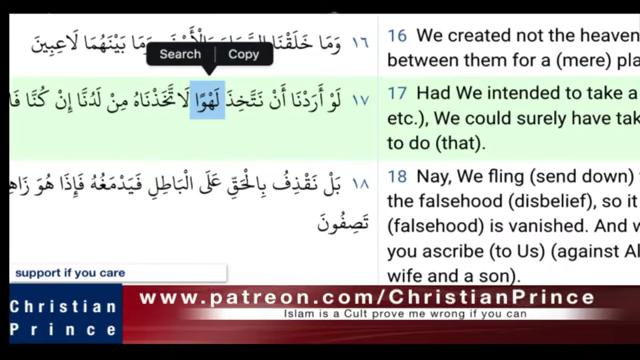 Search
Copy
١٦ وَمَا خَلَقْنَا السَّمَاءَ وَالْأَرْضَ وَمَا بَيْنَهُمَا لَاعِبِينَ
16 We created not the heaven
between them for a (mere) pla
١٧ لَوْ أَرَدْنَا أَنْ نَتَّخِذَ لَهْوًا لَاتَّخَذْنَاهُ مِنْ لَدُنَّا إِنْ كُنَّا فَا
17 Had We intended to take a
etc.), We could surely have tak
to do (that).
١٨ بَلْ نَقْذِفُ بِالْحَقِّ عَلَى الْبَاطِلِ فَيَدْمَغُهُ فَإِذَا هُوَ زَاهِ
تَصِفُونَ
18 Nay, We fling (send down)
the falsehood (disbelief), so it
(falsehood) is vanished. And w
you ascribe (to Us) (against Al
wife and a son).
support if you care
Christian
Prince
www.patreon.com/ChristianPrince
Islam is a Cult prove me wrong if you can